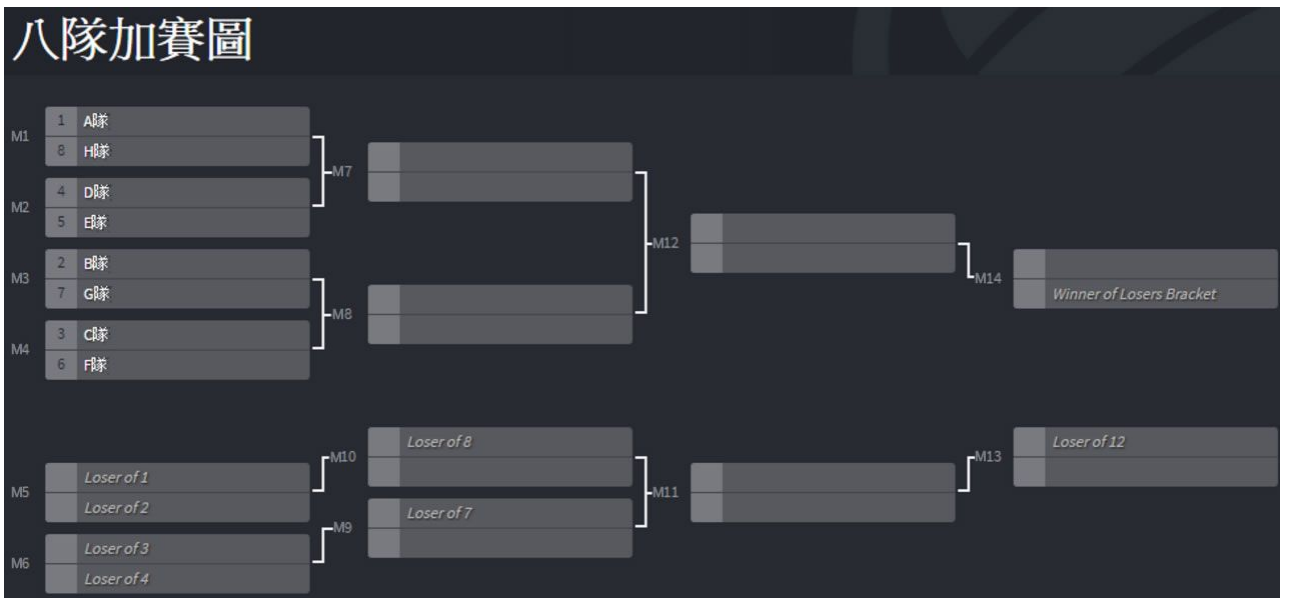 八隊加賽圖
M1
1 A隊
8 H隊
M2
4 D隊
5 E隊
M3
2 B隊
7 G隊
M4
3 C隊
6 F隊
M7
M8
M12
M14
Winner of Losers Bracket
M5
Loser of 1
Loser of 2
M6
Loser of 3
Loser of 4
M10
Loser of 8
M9
Loser of 7
M11
M13
Loser of 12